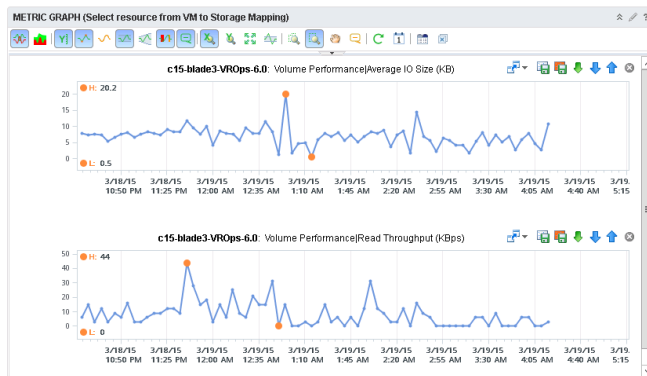 METRIC GRAPH (Select resource from VM to Storage Mapping)
c15-blade3-VROps-6.0: Volume Performance|Average IO Size (KB)
H: 20.2
20
15
10
5
0
L: 0.5
3/18/15 3/18/15 3/19/15 3/19/15 3/19/15 3/19/15 3/19/15 3/19/15 3/19/15 3/19/15 3/19/15 3/19.
10:50 PM 11:25 PM 12:00 AM 12:35 AM 1:10 AM 1:45 AM 2:20 AM 2:55 AM 3:30 AM 4:05 AM 4:40 AM 5:15
c15-blade3-VROps-6.0: Volume Performance|Read Throughput (KBps)
50
H: 44
40
30
20
10
0
L: 0
3/18/15 3/18/15 3/19/15 3/19/15 3/19/15 3/19/15 3/19/15 3/19/15 3/19/15 3/19/15 3/19/15 3/19.
10:50 PM 11:25 PM 12:00 AM 12:35 AM 1:10 AM 1:45 AM 2:20 AM 2:55 AM 3:30 AM 4:05 AM 4:40 AM 5:15